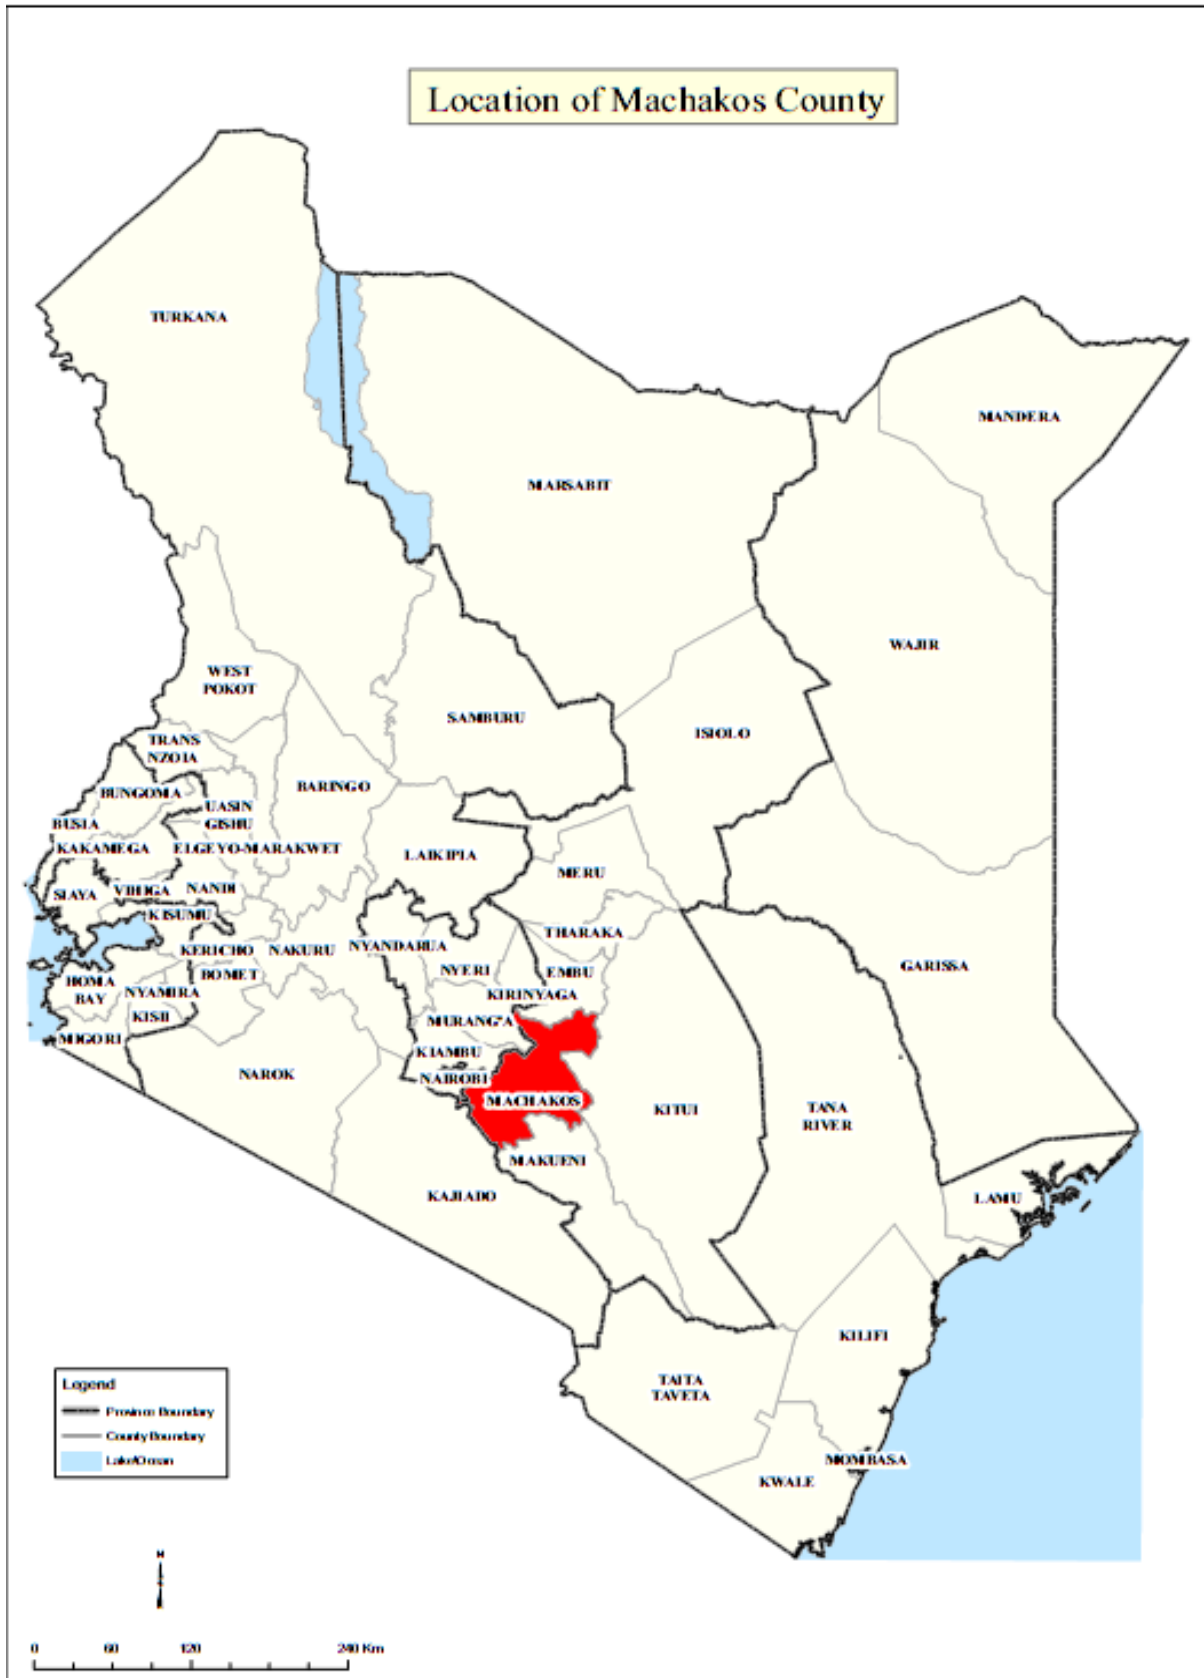 Location of Machakos County
TURKANA
MANDERA
MARSABIT
WAJIR
WEST
POKOT
SAMBURU
ISIOLO
TRANS
NZOIA
BARINGO
BUNGOMA
UASIN
GISHU
BUSIA
KAKAMEGA
ELGEYO-MARAKWET
LAIKIPIA
MERU
SIAYA
VIHIGA
NANDI
KISUMU
THARAKA
KERICHO
NAKURU
NYANDARUA
GARISSA
BOMET
NYERI
EMBU
HOMA
BAY
NYAMIRA
KIRINYAGA
KISII
MURANG'A
MIGORI
KIAMBU
NAROK
NAIROBI
MACHAKOS
KITUI
TANA
RIVER
MAKUENI
KAJIADO
LAMU
KILIFI
TAITA
TAVETA
MOMBASA
KWALE
Legend
Province Boundary
County Boundary
Lake/Ocean
N
0 60 120 240 Km